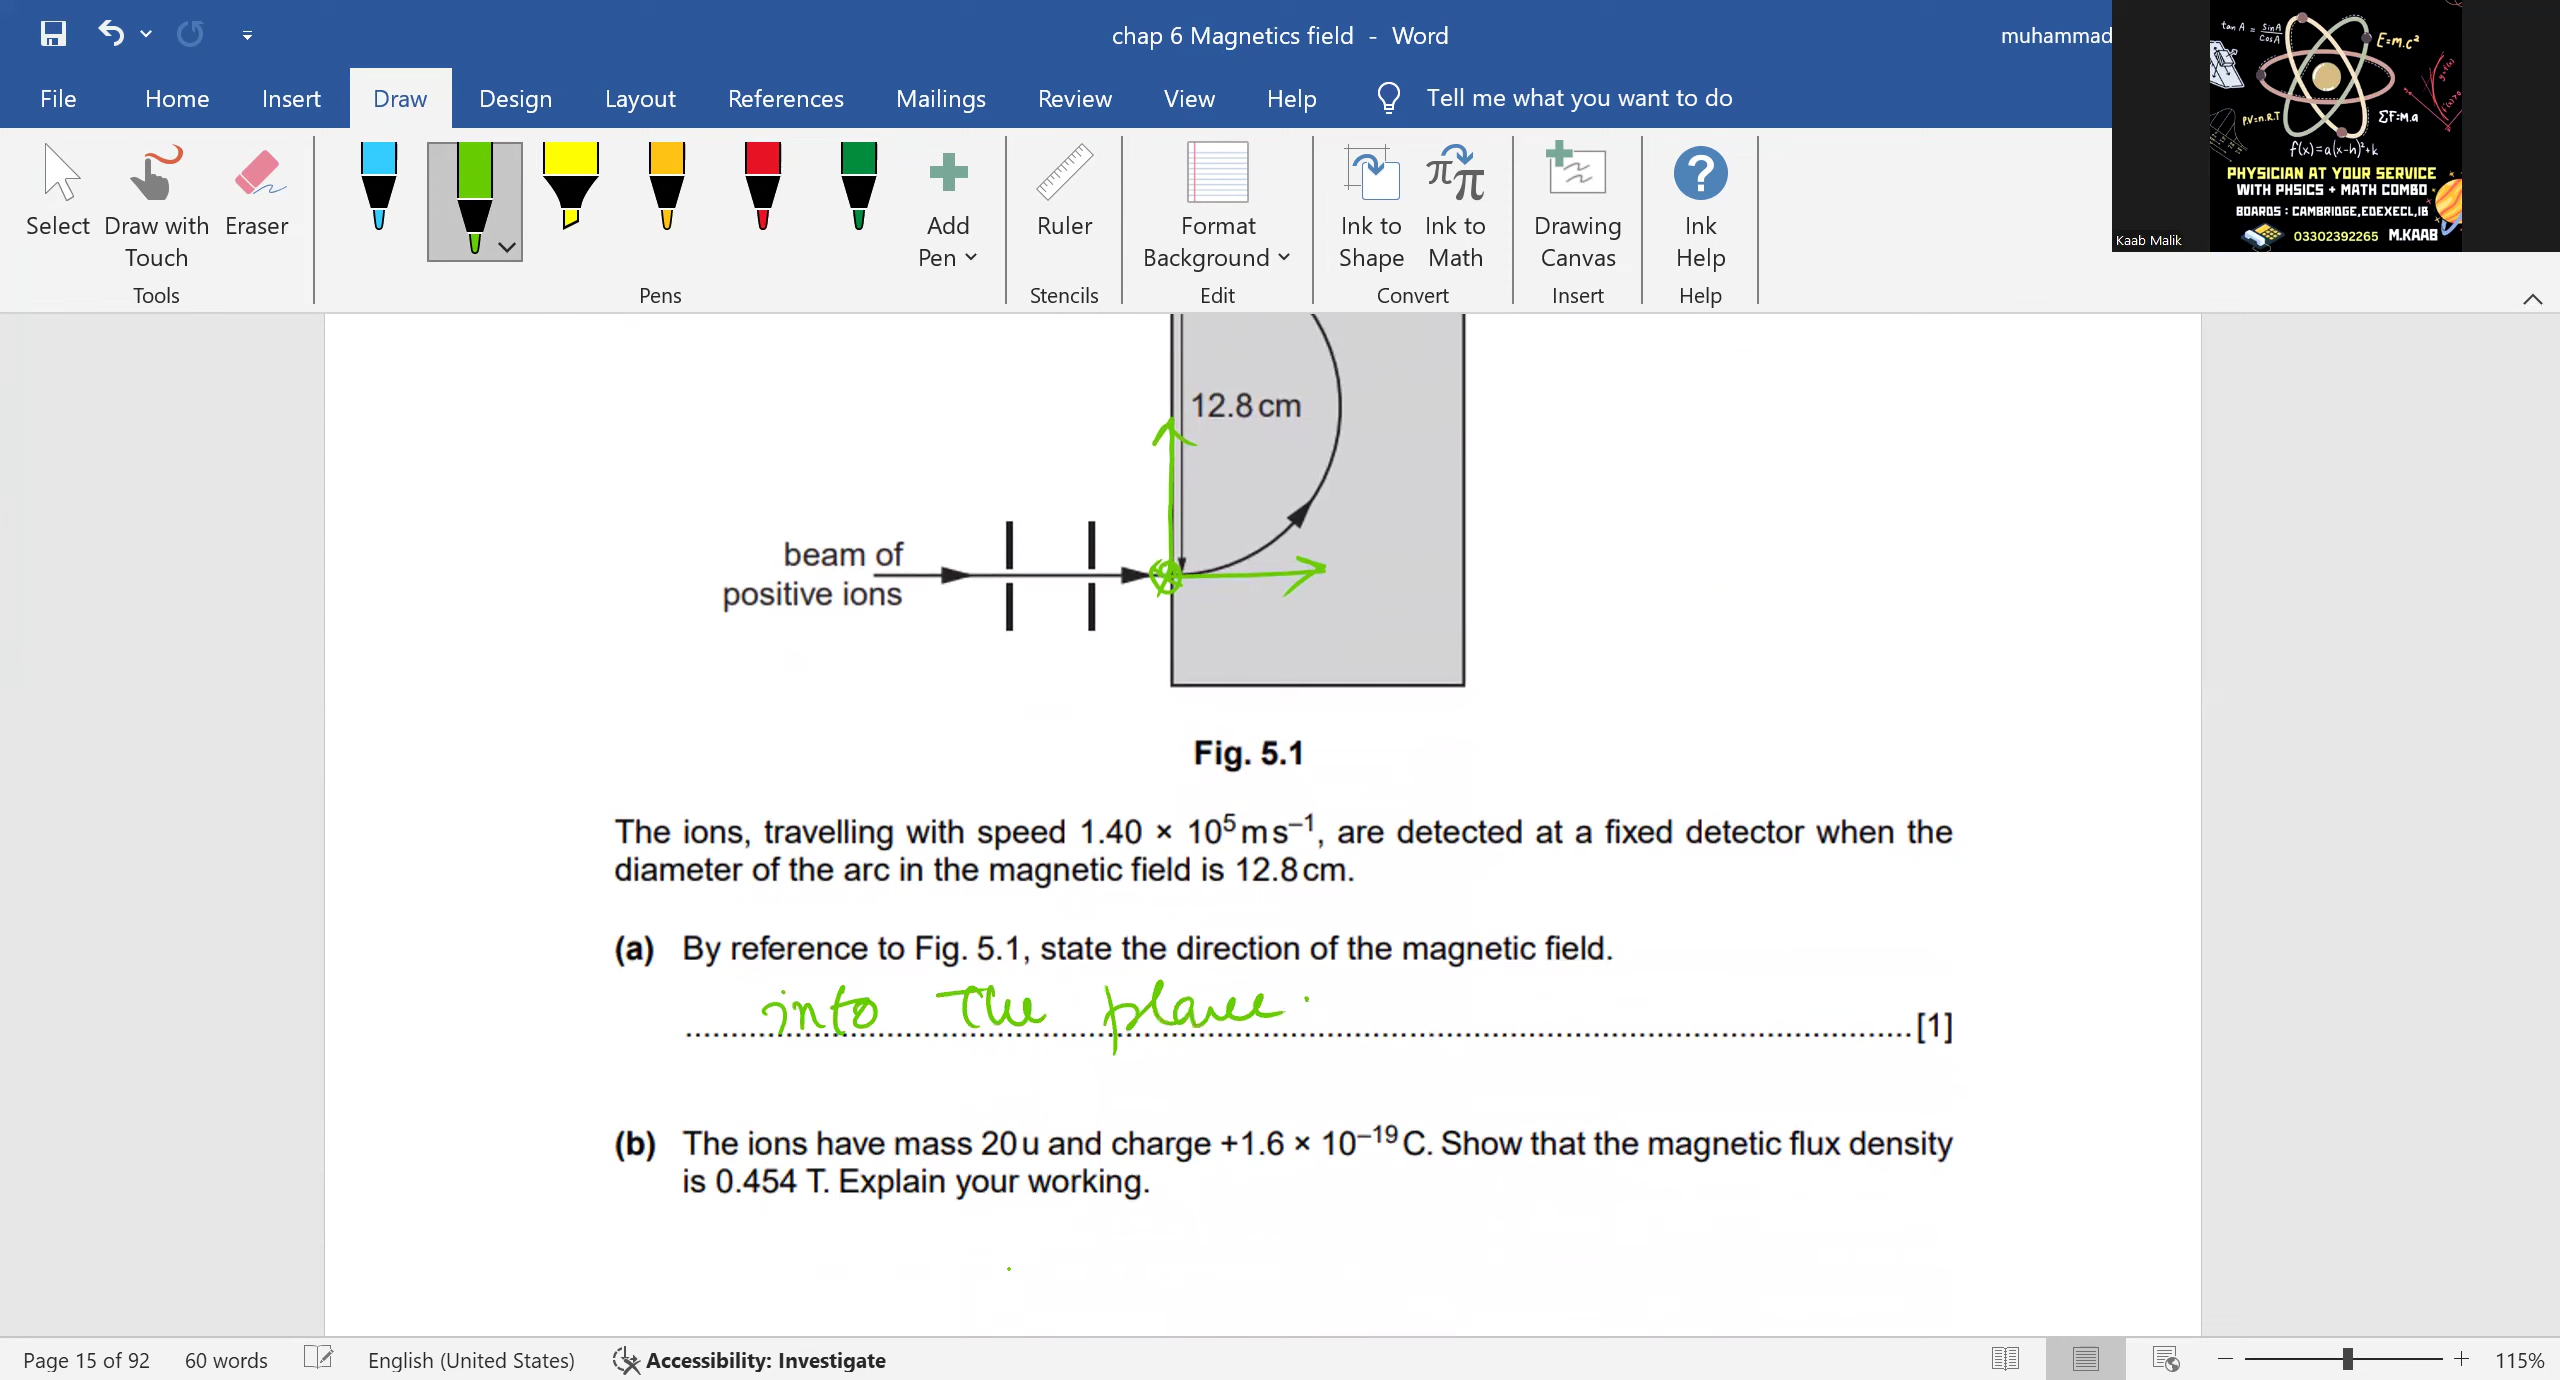 chap 6 Magnetics field - Word
muhammad
File Home Insert Draw Design Layout References Mailings Review View Help Tell me what you want to do
Select
Draw with Touch
Eraser
Tools
Pens
Add Pen
Ruler
Stencils
Format Background
Edit
Ink to Shape
Ink to Math
Convert
Drawing Canvas
Insert
Ink Help
Help
tan A = sinA/cosA
E=m.c²
P.V=n.R.T
ΣF=M.a
f(x)=a(x-h)²+k
PHYSICIAN AT YOUR SERVICE
WITH PHSICS + MATH COMBO
BOARDS : CAMBRIDGE,EDEXECL,IB
03302392265 M.KAAB
Kaab Malik
12.8 cm
beam of
positive ions
Fig. 5.1
The ions, travelling with speed 1.40 × 10⁵ m s⁻¹, are detected at a fixed detector when the
diameter of the arc in the magnetic field is 12.8 cm.
(a) By reference to Fig. 5.1, state the direction of the magnetic field.
into The plane.
[1]
(b) The ions have mass 20 u and charge +1.6 × 10⁻¹⁹ C. Show that the magnetic flux density
is 0.454 T. Explain your working.
Page 15 of 92 60 words English (United States) Accessibility: Investigate 115%